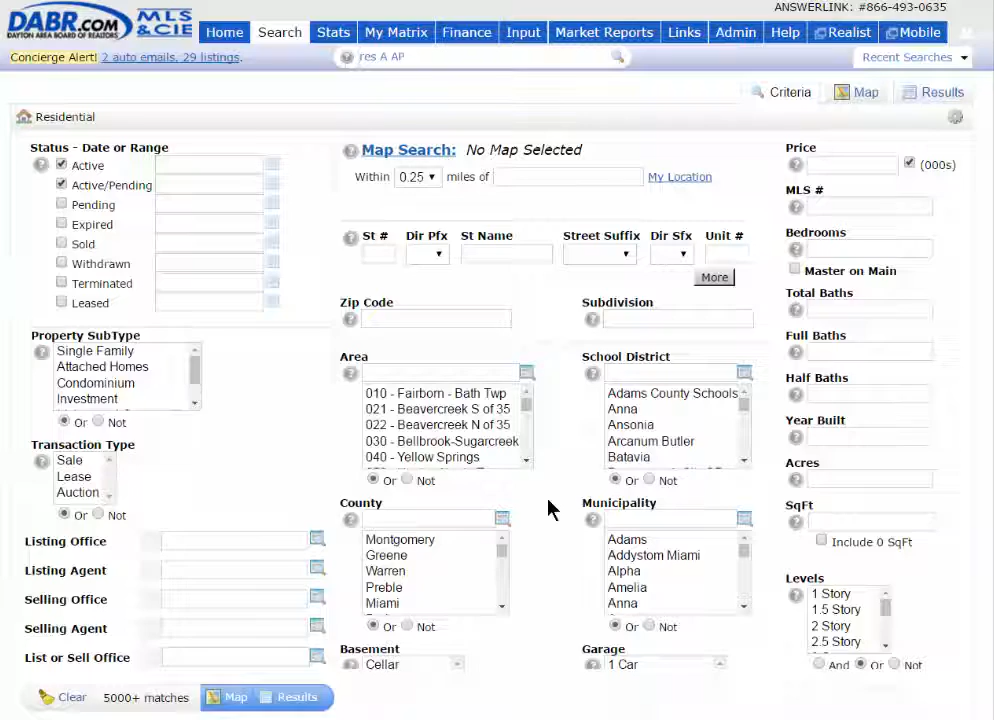 ANSWERLINK: #866-493-0635
DABR.COM
DAYTON AREA BOARD OF REALTORS
MLS
& CIE
Home Search Stats My Matrix Finance Input Market Reports Links Admin Help Realist Mobile
Concierge Alert! 2 auto emails, 29 listings.
res A AP
Recent Searches
Criteria Map Results
Residential
Status - Date or Range
Active
Active/Pending
Pending
Expired
Sold
Withdrawn
Terminated
Leased
Property SubType
Single Family
Attached Homes
Condominium
Investment
Or Not
Transaction Type
Sale
Lease
Auction
Or Not
Listing Office
Listing Agent
Selling Office
Selling Agent
List or Sell Office
Map Search: No Map Selected
Within 0.25 miles of My Location
St # Dir Pfx St Name Street Suffix Dir Sfx Unit #
More
Zip Code
Subdivision
Area
010 - Fairborn - Bath Twp
021 - Beavercreek S of 35
022 - Beavercreek N of 35
030 - Bellbrook-Sugarcreek
040 - Yellow Springs
Or Not
School District
Adams County Schools
Anna
Ansonia
Arcanum Butler
Batavia
Or Not
County
Montgomery
Greene
Warren
Preble
Miami
Or Not
Municipality
Adams
Addystom Miami
Alpha
Amelia
Anna
Or Not
Basement
Cellar
Garage
1 Car
Price
(000s)
MLS #
Bedrooms
Master on Main
Total Baths
Full Baths
Half Baths
Year Built
Acres
SqFt
Include 0 SqFt
Levels
1 Story
1.5 Story
2 Story
2.5 Story
And Or Not
Clear 5000+ matches Map Results